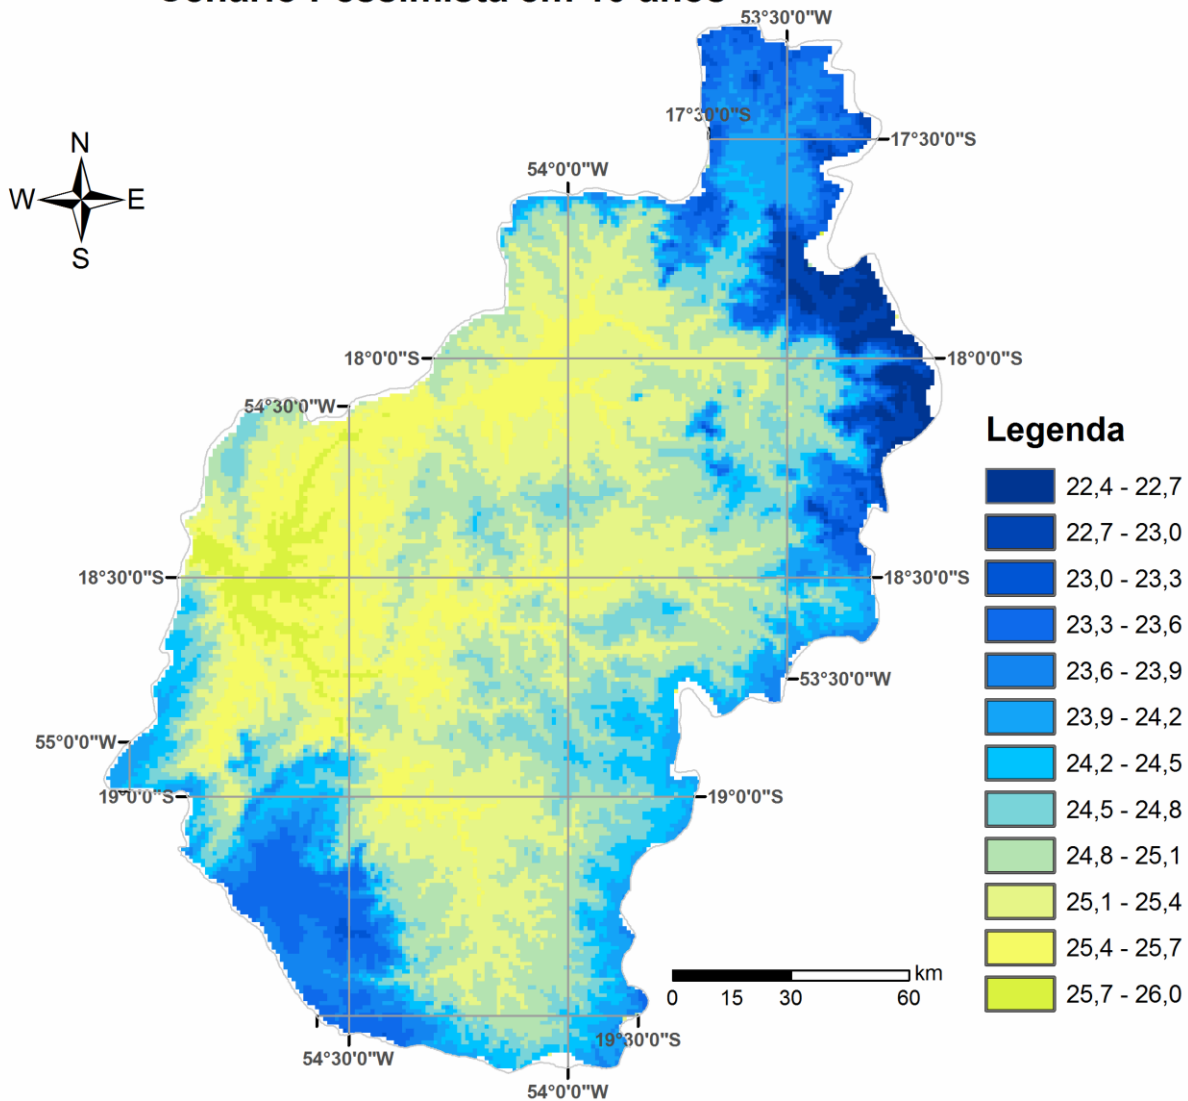 Cenário Pessimista em anos
53°30'0"W
17°30'0"S
17°30'0"S
N
54°0'0"W
W
E
S
18°0'0"S
18°0'0"S
54°30'0"W
Legenda
22,4 - 22,7
22,7 - 23,0
18°30'0"S
18°30'0"S
23,0 - 23,3
23,3 - 23,6
53°30'0"W
23,6 - 23,9
23,9 - 24,2
55°0'0"W
24,2 - 24,5
19°0'0"S
19°0'0"S
24,5 - 24,8
24,8 - 25,1
25,1 - 25,4
25,4 - 25,7
km
0 15 30 60
25,7 - 26,0
19°30'0"S
54°30'0"W
54°0'0"W